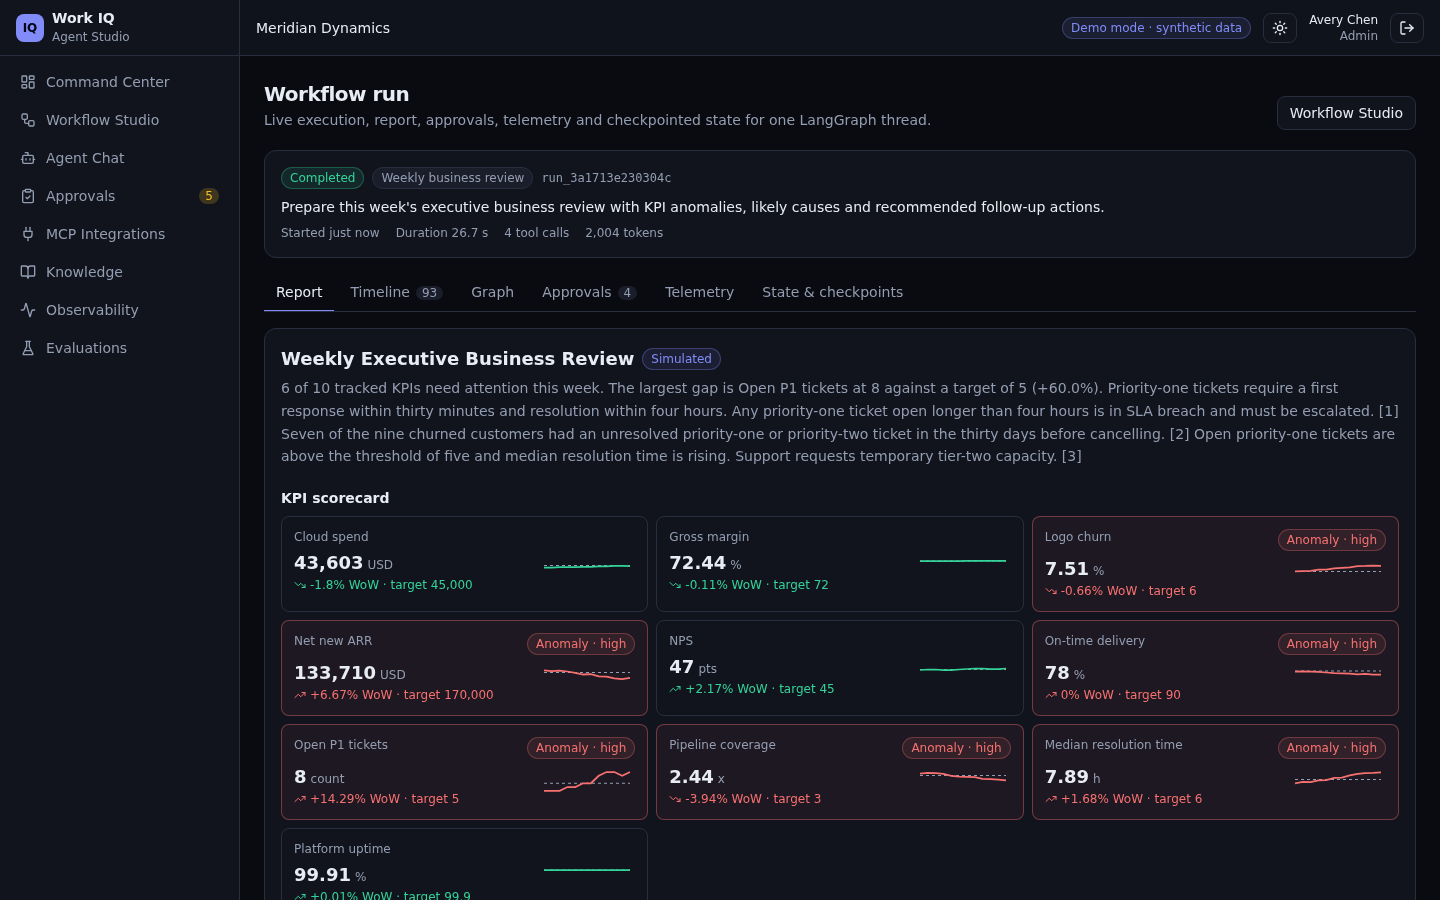 IQ
Work IQ
Agent Studio
Meridian Dynamics
Demo mode · synthetic data
Avery Chen
Admin
Command Center
Workflow Studio
Agent Chat
Approvals
5
MCP Integrations
Knowledge
Observability
Evaluations
Workflow run
Live execution, report, approvals, telemetry and checkpointed state for one LangGraph thread.
Workflow Studio
Completed
Weekly business review
run_3a1713e230304c
Prepare this week's executive business review with KPI anomalies, likely causes and recommended follow-up actions.
Started just now
Duration 26.7 s
4 tool calls
2,004 tokens
Report
Timeline 93
Graph
Approvals 4
Telemetry
State & checkpoints
Weekly Executive Business Review
Simulated
6 of 10 tracked KPIs need attention this week. The largest gap is Open P1 tickets at 8 against a target of 5 (+60.0%). Priority-one tickets require a first
response within thirty minutes and resolution within four hours. Any priority-one ticket open longer than four hours is in SLA breach and must be escalated. [1]
Seven of the nine churned customers had an unresolved priority-one or priority-two ticket in the thirty days before cancelling. [2] Open priority-one tickets are
above the threshold of five and median resolution time is rising. Support requests temporary tier-two capacity. [3]
KPI scorecard
Cloud spend
43,603 USD
-1.8% WoW · target 45,000
Gross margin
72.44 %
-0.11% WoW · target 72
Logo churn
Anomaly · high
7.51 %
-0.66% WoW · target 6
Net new ARR
Anomaly · high
133,710 USD
+6.67% WoW · target 170,000
NPS
47 pts
+2.17% WoW · target 45
On-time delivery
Anomaly · high
78 %
0% WoW · target 90
Open P1 tickets
Anomaly · high
8 count
+14.29% WoW · target 5
Pipeline coverage
Anomaly · high
2.44 x
-3.94% WoW · target 3
Median resolution time
Anomaly · high
7.89 h
+1.68% WoW · target 6
Platform uptime
99.91 %
+0.01% WoW · target 99.9